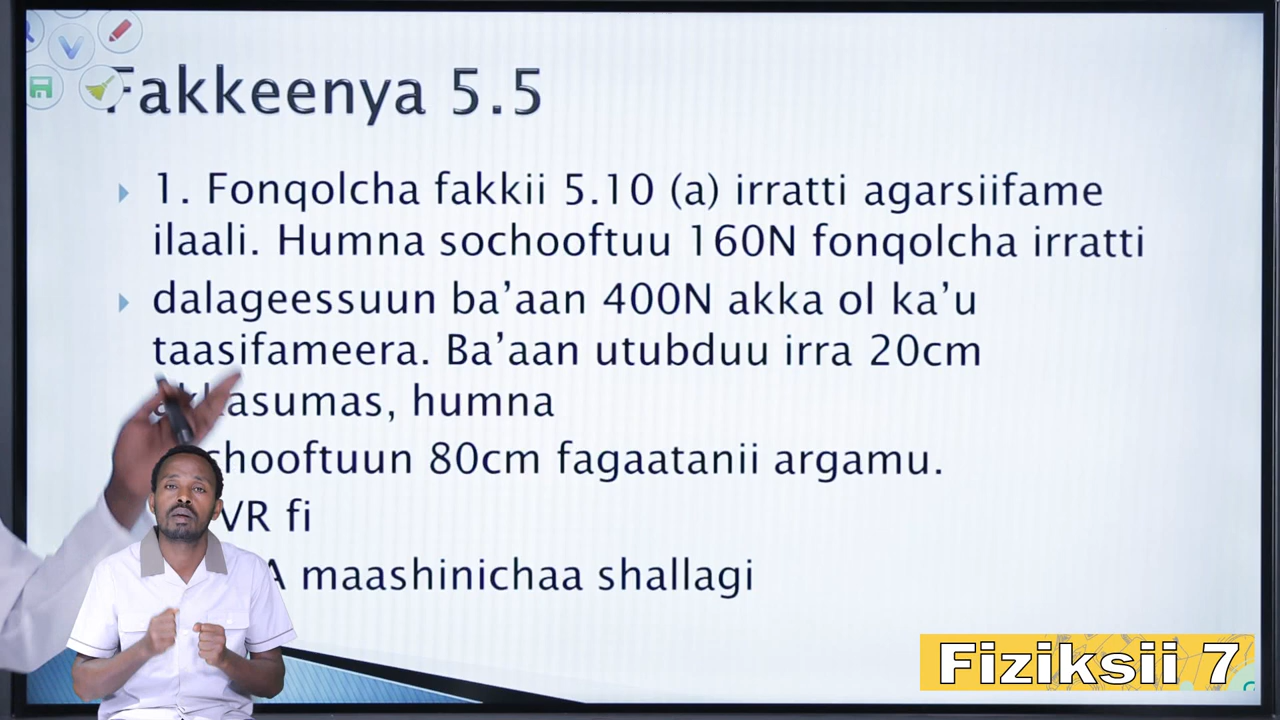 Fakkeenya 5.5
1. Fonqolcha fakkii 5.10 (a) irratti agarsiifame
ilaali. Humna sochooftuu 160N fonqolcha irratti
dalageessuun ba’aan 400N akka ol ka’u
taasifameera. Ba’aan utubduu irra 20cm
akkasumas, humna
chooftuun 80cm fagaatanii argamu.
VR fi
A maashinichaa shallagi
Fiziksii 7